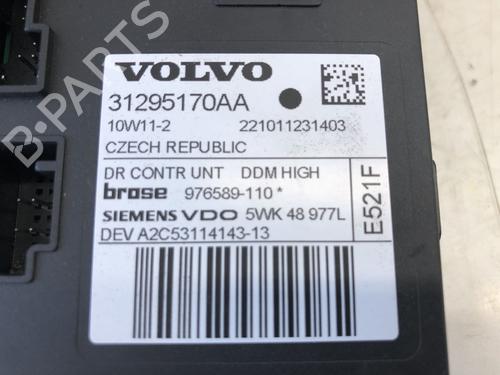 VOLVO
31295170AA
10W11-2 221011231403
CZECH REPUBLIC
DR CONTR UNT DDM HIGH
brose 976589-110 *
SIEMENS VDO 5WK 48 977L
DEV A2C53114143-13
E521F
B-PARTS